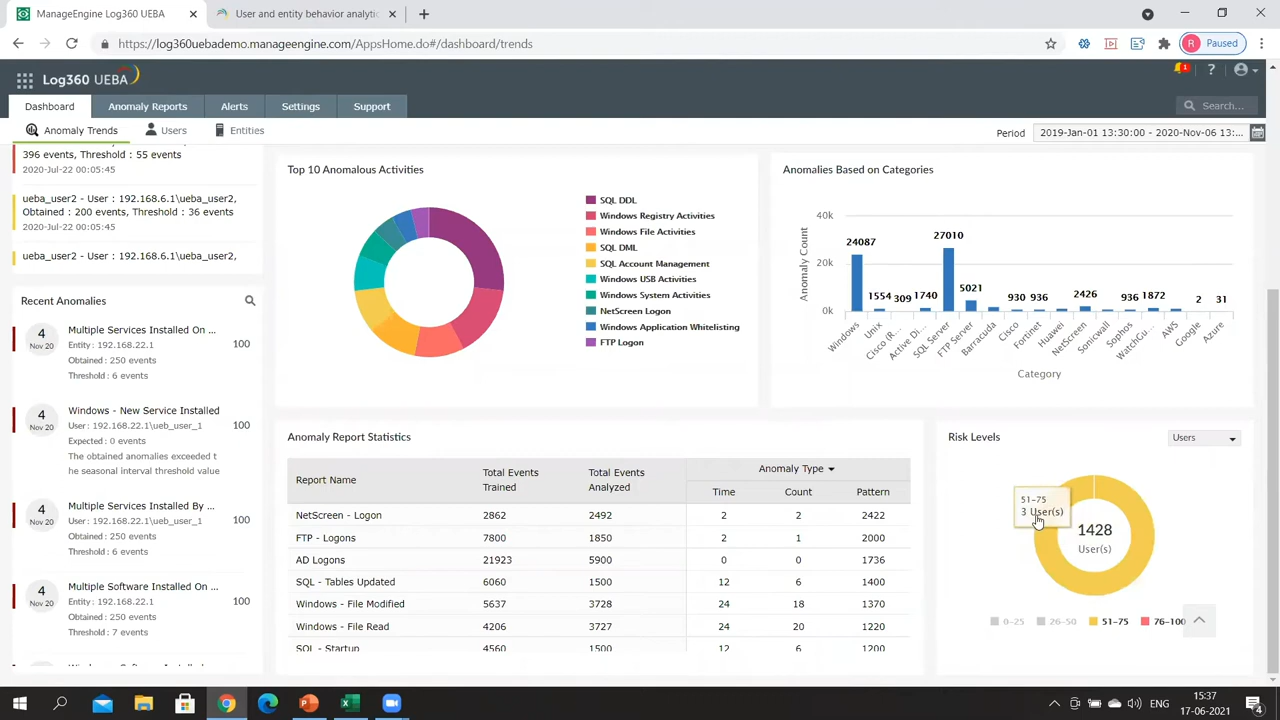 ManageEngine Log360 UEBA
User and entity behavior analytic
https://log360uebademo.manageengine.com/AppsHome.do#/dashboard/trends
R
Paused
Log360 UEBA
1
?
Dashboard
Anomaly Reports
Alerts
Settings
Support
Search...
Anomaly Trends
Users
Entities
Period
2019-Jan-01 13:30:00 - 2020-Nov-06 13:...
396 events, Threshold : 55 events
2020-Jul-22 00:05:45
ueba_user2 - User : 192.168.6.1\ueba_user2,
Obtained : 200 events, Threshold : 36 events
2020-Jul-22 00:05:45
ueba_user2 - User : 192.168.6.1\ueba_user2,
Recent Anomalies
4
Nov 20
Multiple Services Installed On ...
Entity : 192.168.22.1
Obtained : 250 events
Threshold : 6 events
100
4
Nov 20
Windows - New Service Installed
User : 192.168.22.1\ueb_user_1
Expected : 0 events
The obtained anomalies exceeded t
he seasonal interval threshold value
100
4
Nov 20
Multiple Services Installed By ...
User : 192.168.22.1\ueb_user_1
Obtained : 250 events
Threshold : 6 events
100
4
Nov 20
Multiple Software Installed On ...
Entity : 192.168.22.1
Obtained : 250 events
Threshold : 7 events
100
Top 10 Anomalous Activities
SQL DDL
Windows Registry Activities
Windows File Activities
SQL DML
SQL Account Management
Windows USB Activities
Windows System Activities
NetScreen Logon
Windows Application Whitelisting
FTP Logon
Anomalies Based on Categories
Anomaly Count
40k
20k
0k
24087
1554
309
1740
27010
5021
930
936
2426
936
1872
2
31
Windows
Unix
Cisco (R...
Active Di...
SQL Server
FTP Server
Barracuda
Cisco
Fortinet
Huawei
NetScreen
Sonicwall
Sophos
WatchGu...
AWS
Google
Azure
Category
Anomaly Report Statistics
Report Name
Total Events Trained
Total Events Analyzed
Anomaly Type
Time
Count
Pattern
NetScreen - Logon 2862 2492 2 2 2422
FTP - Logons 7800 1850 2 1 2000
AD Logons 21923 5900 0 0 1736
SQL - Tables Updated 6060 1500 12 6 1400
Windows - File Modified 5637 3728 24 18 1370
Windows - File Read 4206 3727 24 20 1220
SQL - Startup 4560 1500 12 6 1200
Risk Levels
Users
51-75
3 User(s)
1428
User(s)
0-25
26-50
51-75
76-100
ENG
15:37
17-06-2021
4